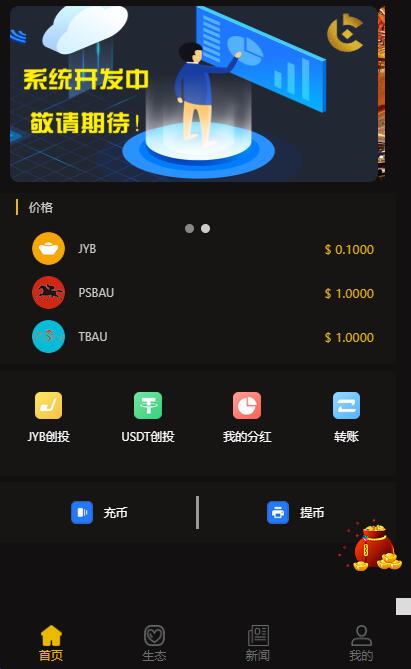 系统开发中
敬请期待!
价格
JYB $ 0.1000
PSBAU $ 1.0000
TBAU $ 1.0000
JYB创投 USDT创投 我的分红 转账
充币 提币
首页 生态 新闻 我的